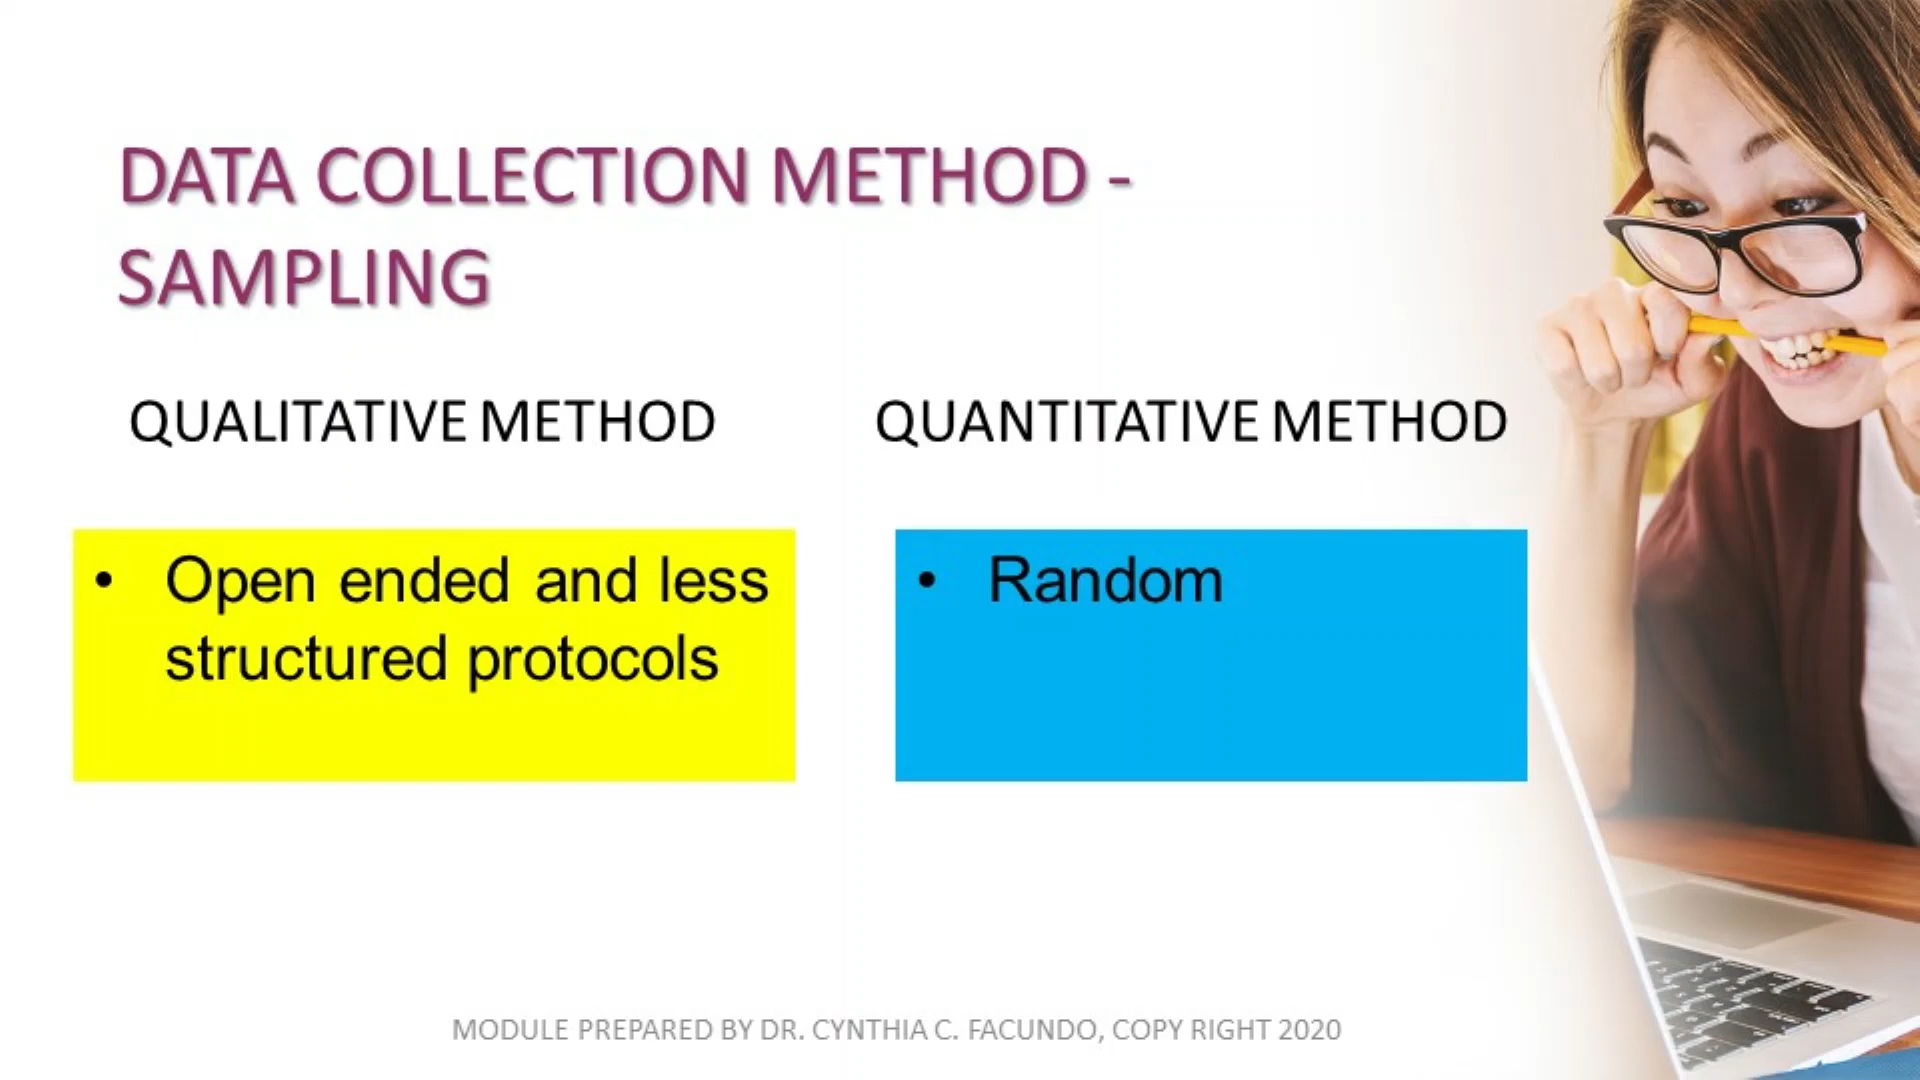 DATA COLLECTION METHOD -
SAMPLING
QUALITATIVE METHOD
QUANTITATIVE METHOD
• Open ended and less
structured protocols
• Random
MODULE PREPARED BY DR. CYNTHIA C. FACUNDO, COPY RIGHT 2020